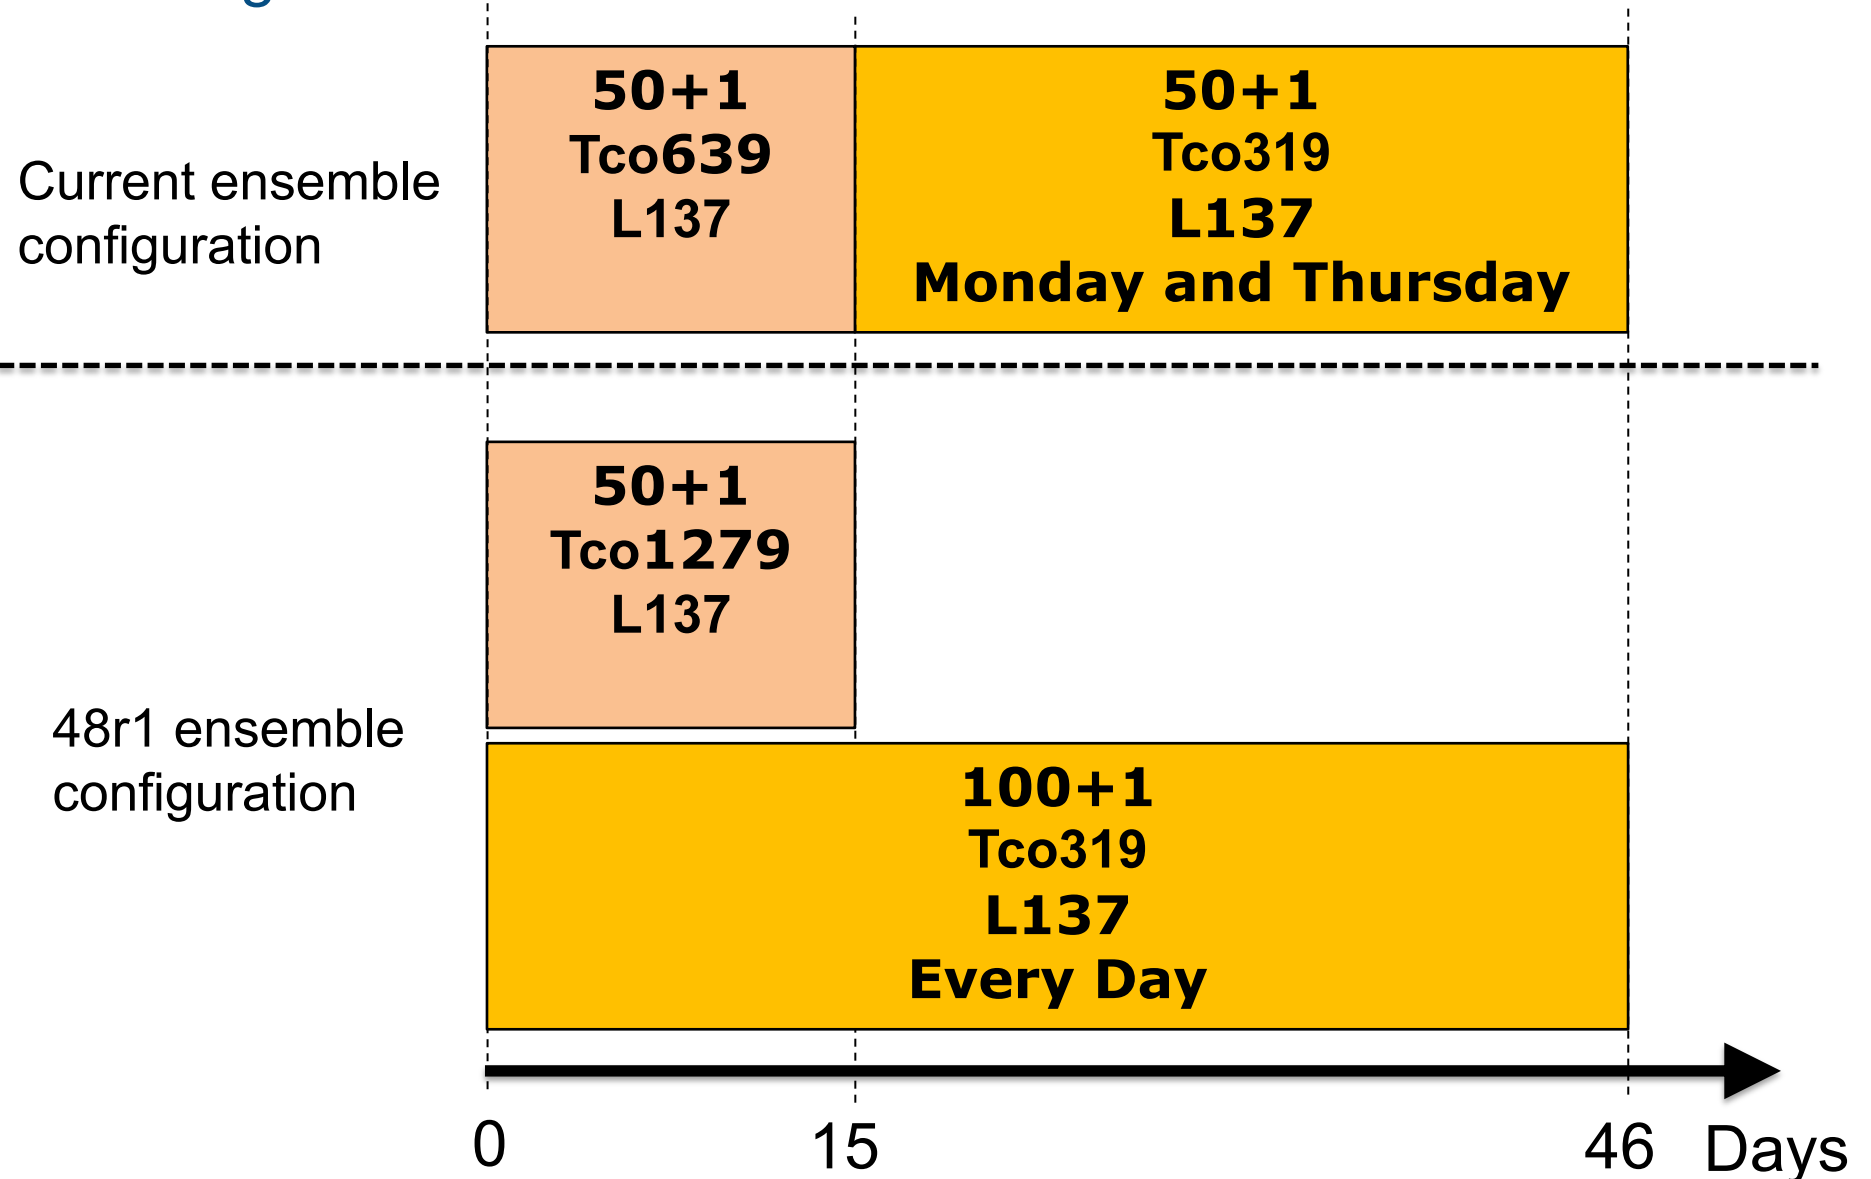 Current ensemble
configuration
50+1
Tco639
L137
50+1
Tco319
L137
Monday and Thursday
48r1 ensemble
configuration
50+1
Tco1279
L137
100+1
Tco319
L137
Every Day
0
15
46
Days